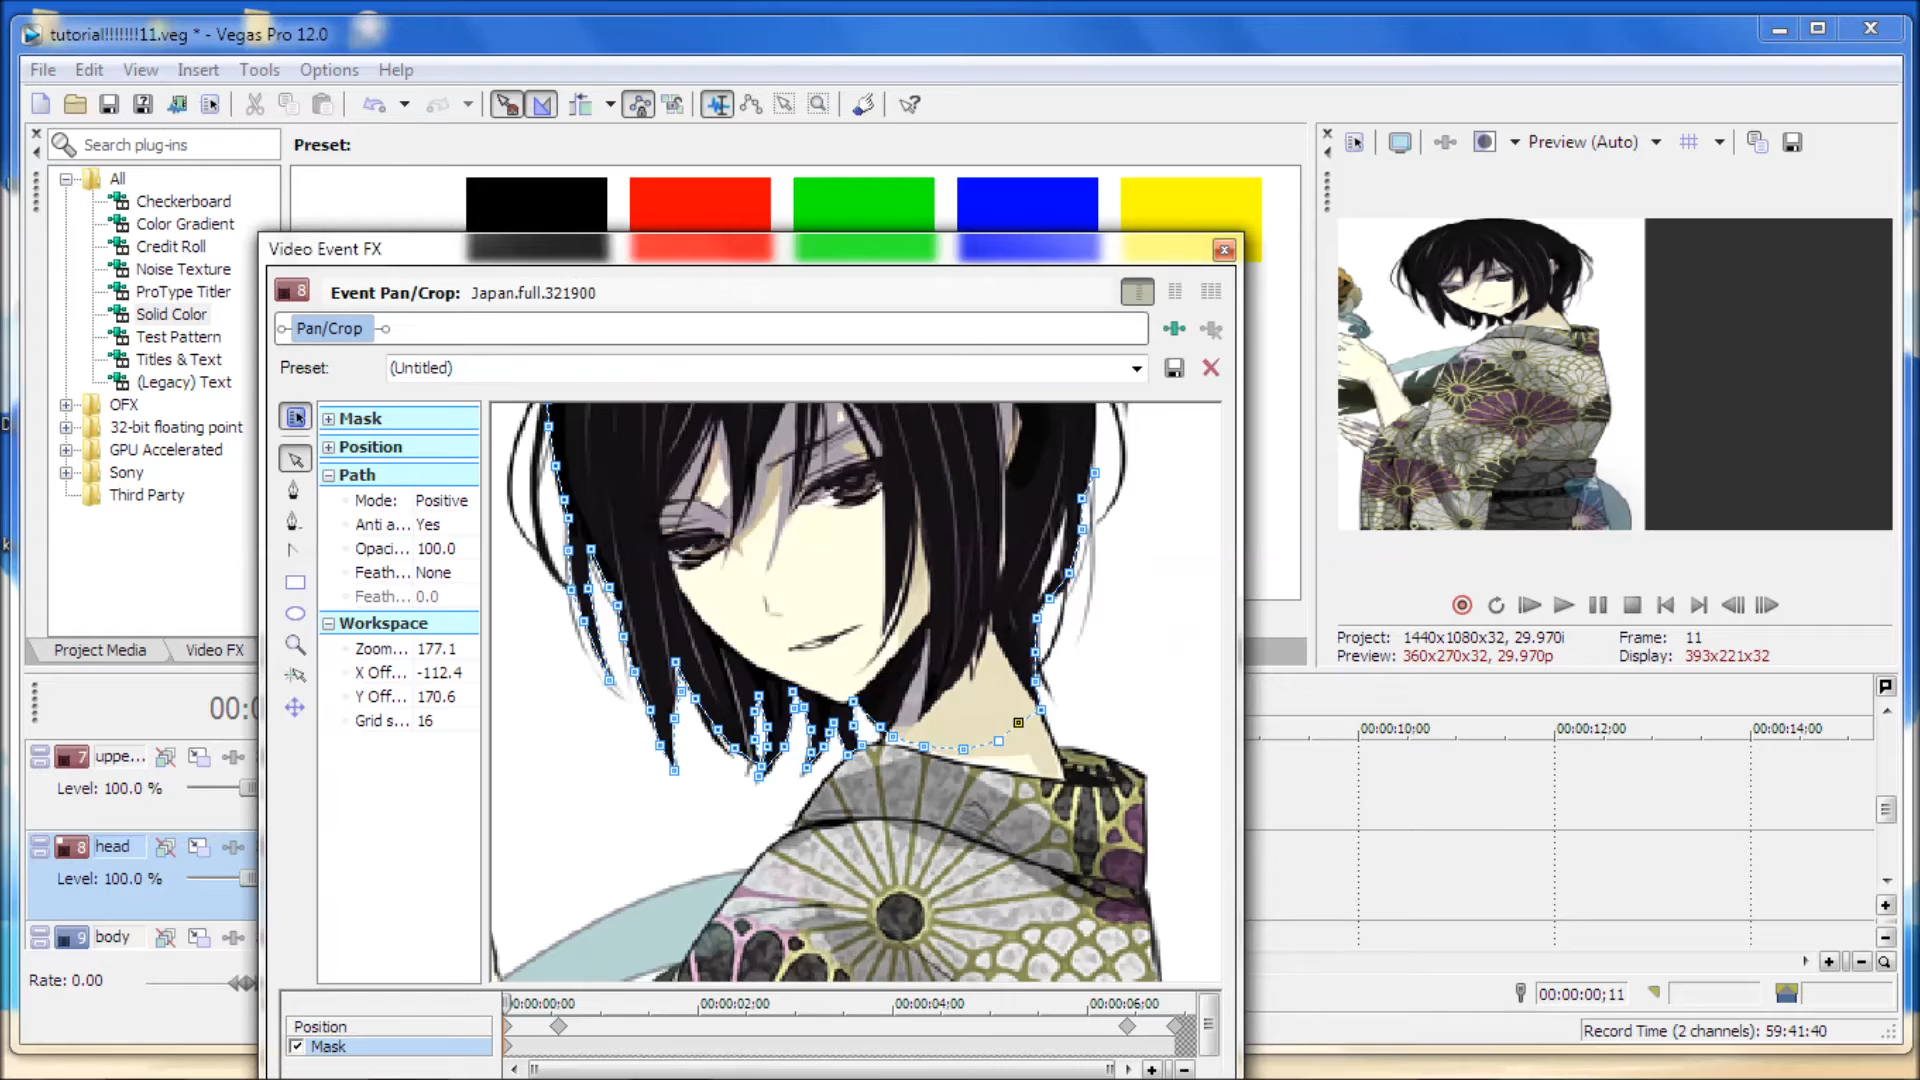 tutorial!!!!!!!11.veg * - Vegas Pro 12.0
File Edit View Insert Tools Options Help
Search plug-ins
Preset:
Preview (Auto)
All
Checkerboard
Color Gradient
Credit Roll
Noise Texture
ProType Titler
Solid Color
Test Pattern
Titles & Text
(Legacy) Text
OFX
32-bit floating point
GPU Accelerated
Sony
Third Party
Project Media
Video FX
Video Event FX
8 Event Pan/Crop: Japan.full.321900
Pan/Crop
Preset: (Untitled)
Mask
Position
Path
Mode: Positive
Anti a... Yes
Opaci... 100.0
Feath... None
Feath... 0.0
Workspace
Zoom... 177.1
X Off... -112.4
Y Off... 170.6
Grid s... 16
00:00:00:00 00:00:02:00 00:00:04:00 00:00:06:00
Position
Mask
Project: 1440x1080x32, 29.970i Frame: 11
Preview: 360x270x32, 29.970p Display: 393x221x32
00:0
7 uppe...
Level: 100.0 %
8 head
Level: 100.0 %
9 body
Rate: 0.00
00:00:10:00 00:00:12:00 00:00:14:00
00:00:00;11
Record Time (2 channels): 59:41:40